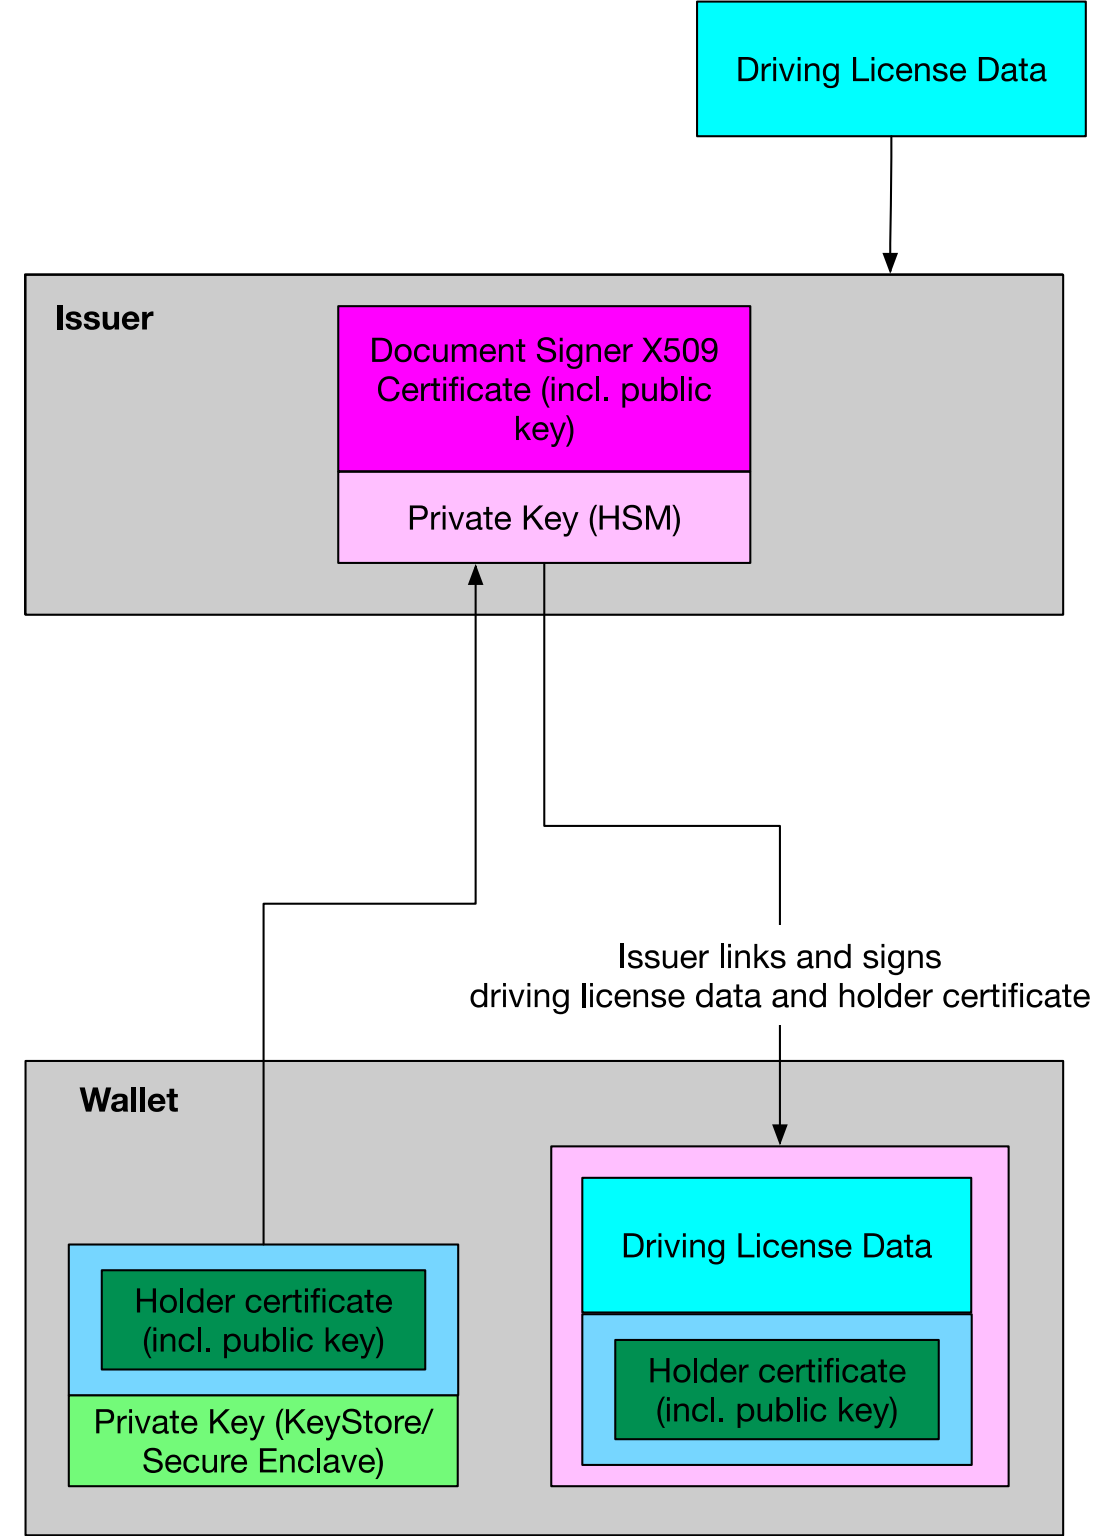 Driving License Data
Issuer
Document Signer X509
Certificate (incl. public
key)
Private Key (HSM)
Issuer links and signs
driving license data and holder certificate
Wallet
Driving License Data
Holder certificate
(incl. public key)
Holder certificate
(incl. public key)
Private Key (KeyStore/
Secure Enclave)